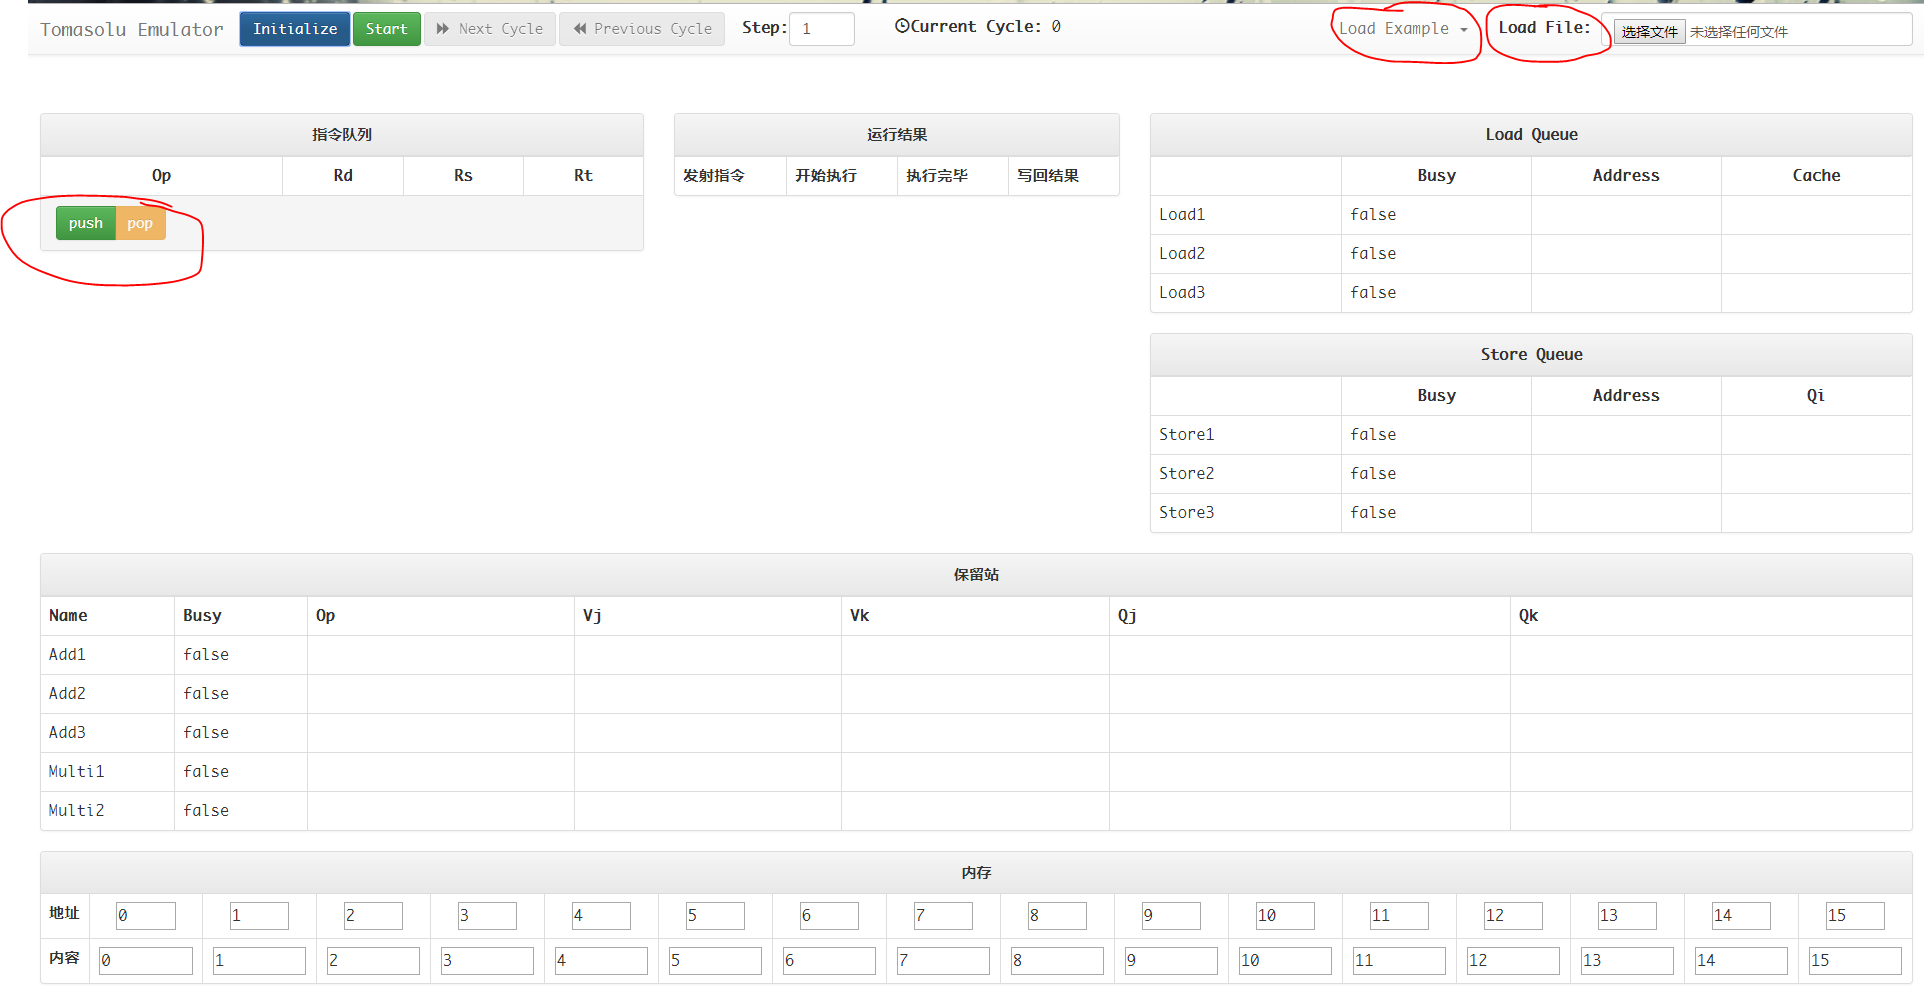 Tomasolu Emulator Initialize Start Next Cycle Previous Cycle Step: 1 Current Cycle: 0 Load Example Load File: 选择文件 未选择任何文件
指令队列
Op Rd Rs Rt
push pop
运行结果
发射指令 开始执行 执行完毕 写回结果
Load Queue
Busy Address Cache
Load1 false
Load2 false
Load3 false
Store Queue
Busy Address Qi
Store1 false
Store2 false
Store3 false
保留站
Name Busy Op Vj Vk Qj Qk
Add1 false
Add2 false
Add3 false
Multi1 false
Multi2 false
内存
地址 0 1 2 3 4 5 6 7 8 9 10 11 12 13 14 15
内容 0 1 2 3 4 5 6 7 8 9 10 11 12 13 14 15